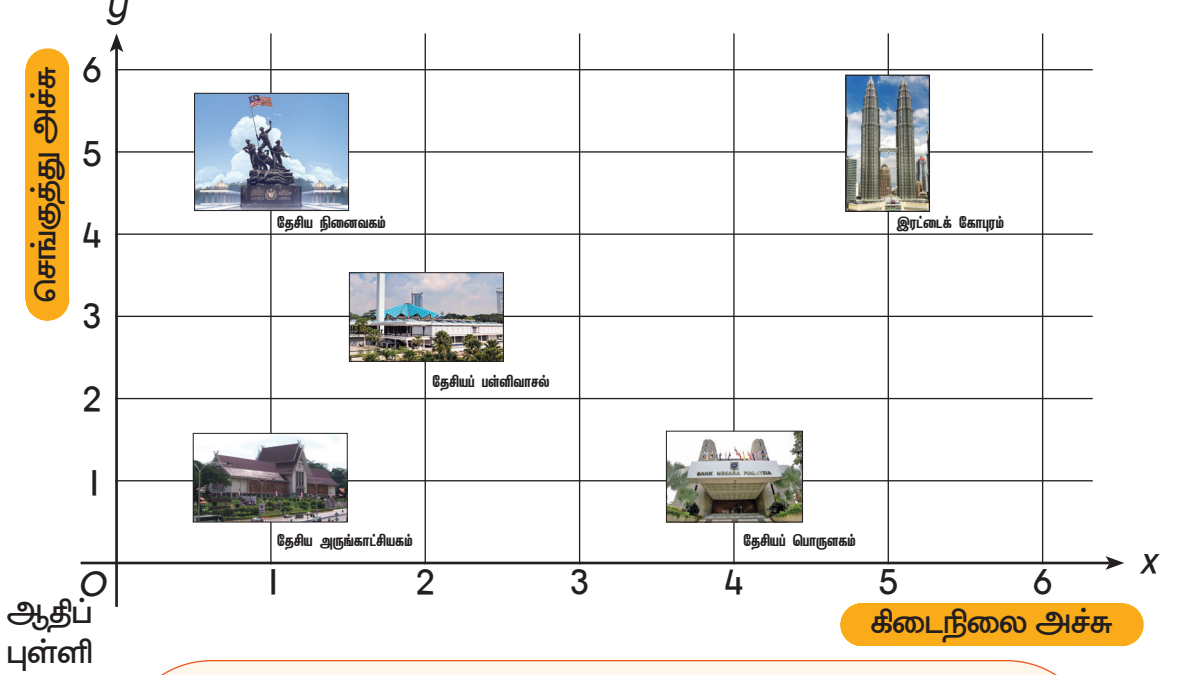 y
செங்குத்து அச்சு
6
5
தேசிய நினைவகம்
இரட்டைக் கோபுரம்
4
3
தேசியப் பள்ளிவாசல்
2
BANK NEGARA MALAYSIA
1
தேசிய அருங்காட்சியகம்
தேசியப் பொருளகம்
O 1 2 3 4 5 6 x
ஆதிப்
புள்ளி
கிடைநிலை அச்சு